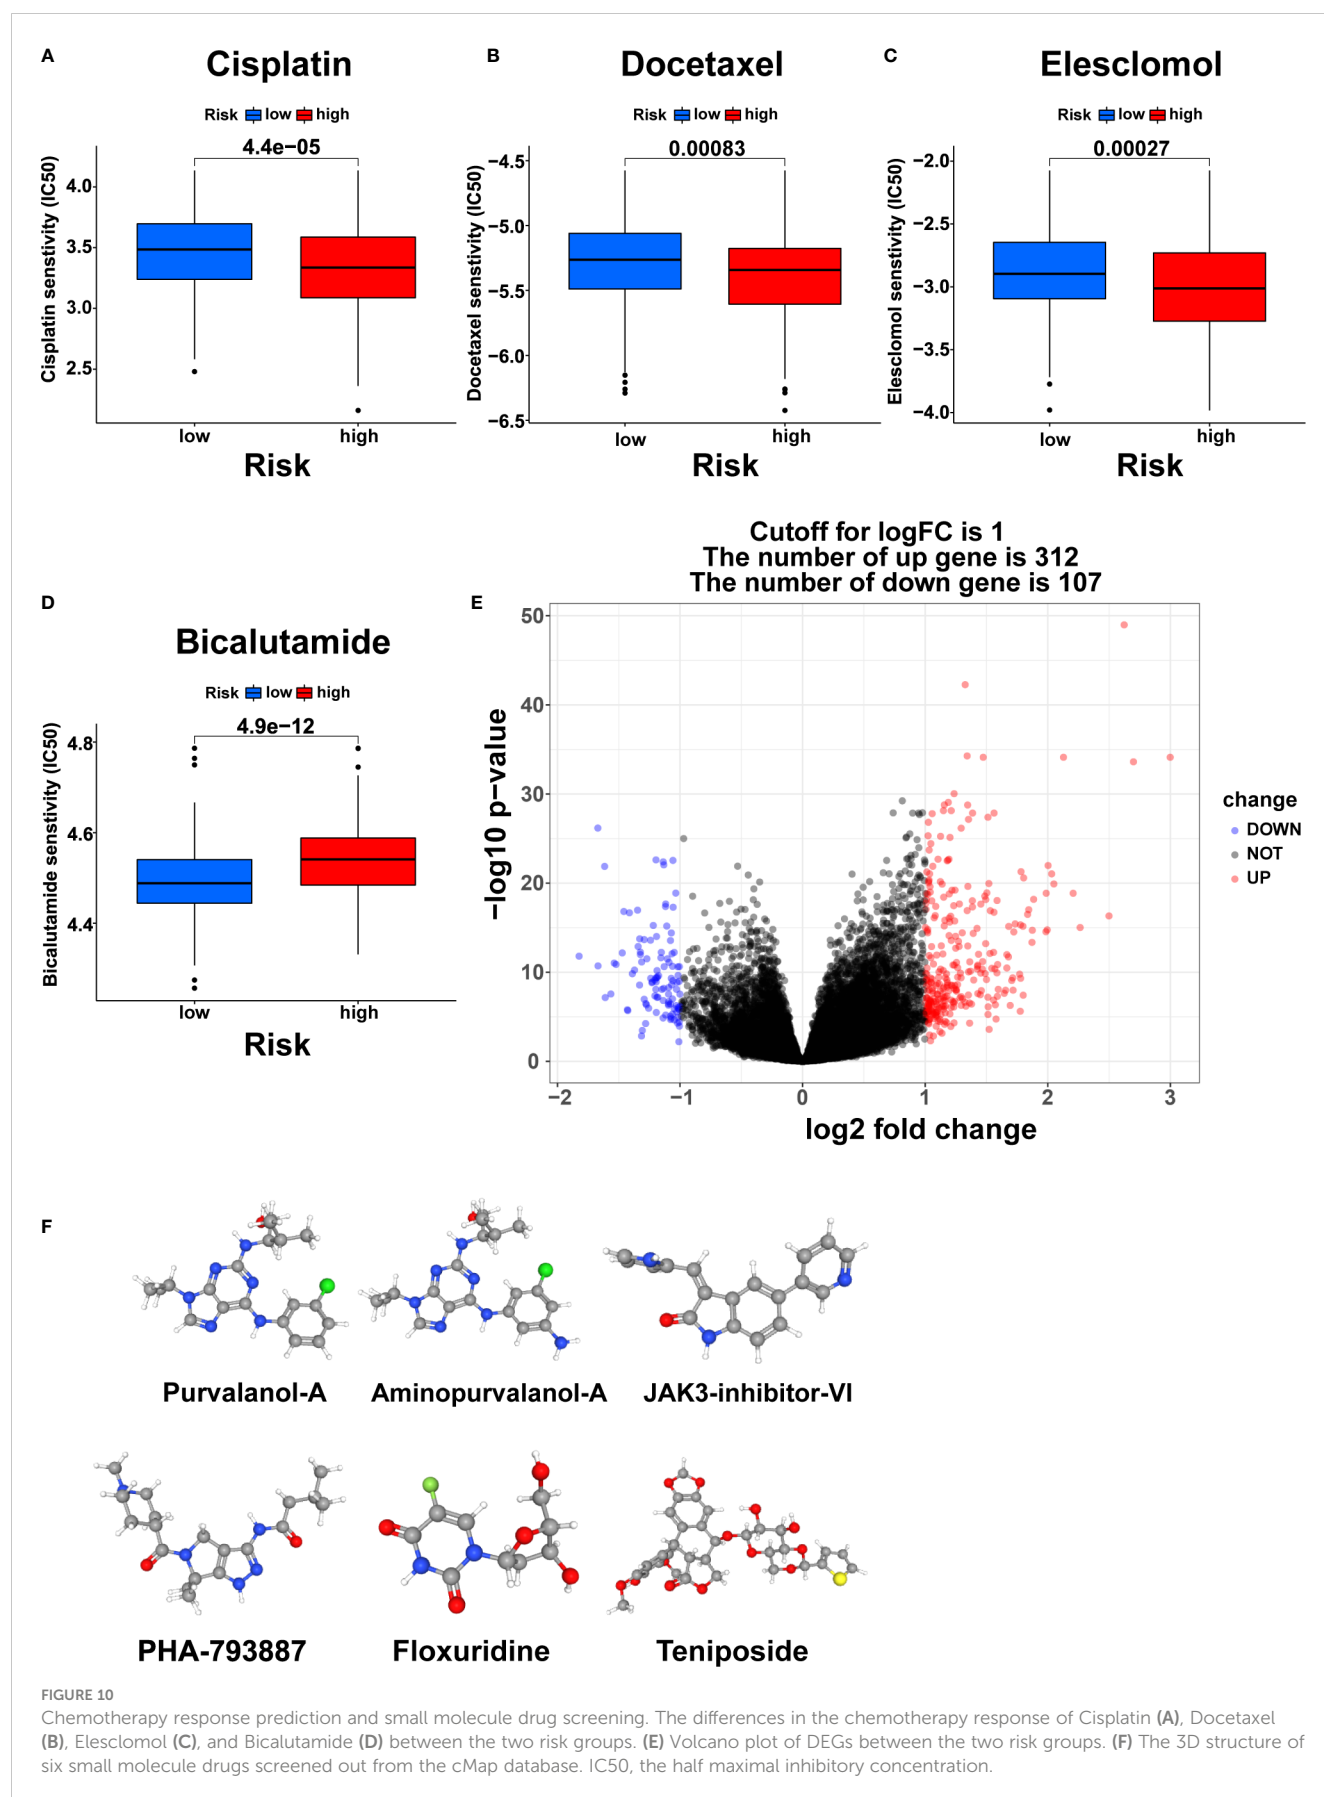 A
Cisplatin
Risk low high
4.4e−05
Cisplatin senstivity (IC50)
4.0
3.5
3.0
2.5
low high
Risk
B
Docetaxel
Risk low high
0.00083
Docetaxel senstivity (IC50)
−4.5
−5.0
−5.5
−6.0
−6.5
low high
Risk
C
Elesclomol
Risk low high
0.00027
Elesclomol senstivity (IC50)
−2.0
−2.5
−3.0
−3.5
−4.0
low high
Risk
D
Bicalutamide
Risk low high
4.9e−12
Bicalutamide senstivity (IC50)
4.8
4.6
4.4
low high
Risk
E
Cutoff for logFC is 1
The number of up gene is 312
The number of down gene is 107
−log10 p−value
50
40
30
20
10
0
−2 −1 0 1 2 3
log2 fold change
change
DOWN
NOT
UP
F
Purvalanol-A Aminopurvalanol-A JAK3-inhibitor-VI
PHA-793887 Floxuridine Teniposide
FIGURE 10
Chemotherapy response prediction and small molecule drug screening. The differences in the chemotherapy response of Cisplatin (A), Docetaxel
(B), Elesclomol (C), and Bicalutamide (D) between the two risk groups. (E) Volcano plot of DEGs between the two risk groups. (F) The 3D structure of
six small molecule drugs screened out from the cMap database. IC50, the half maximal inhibitory concentration.